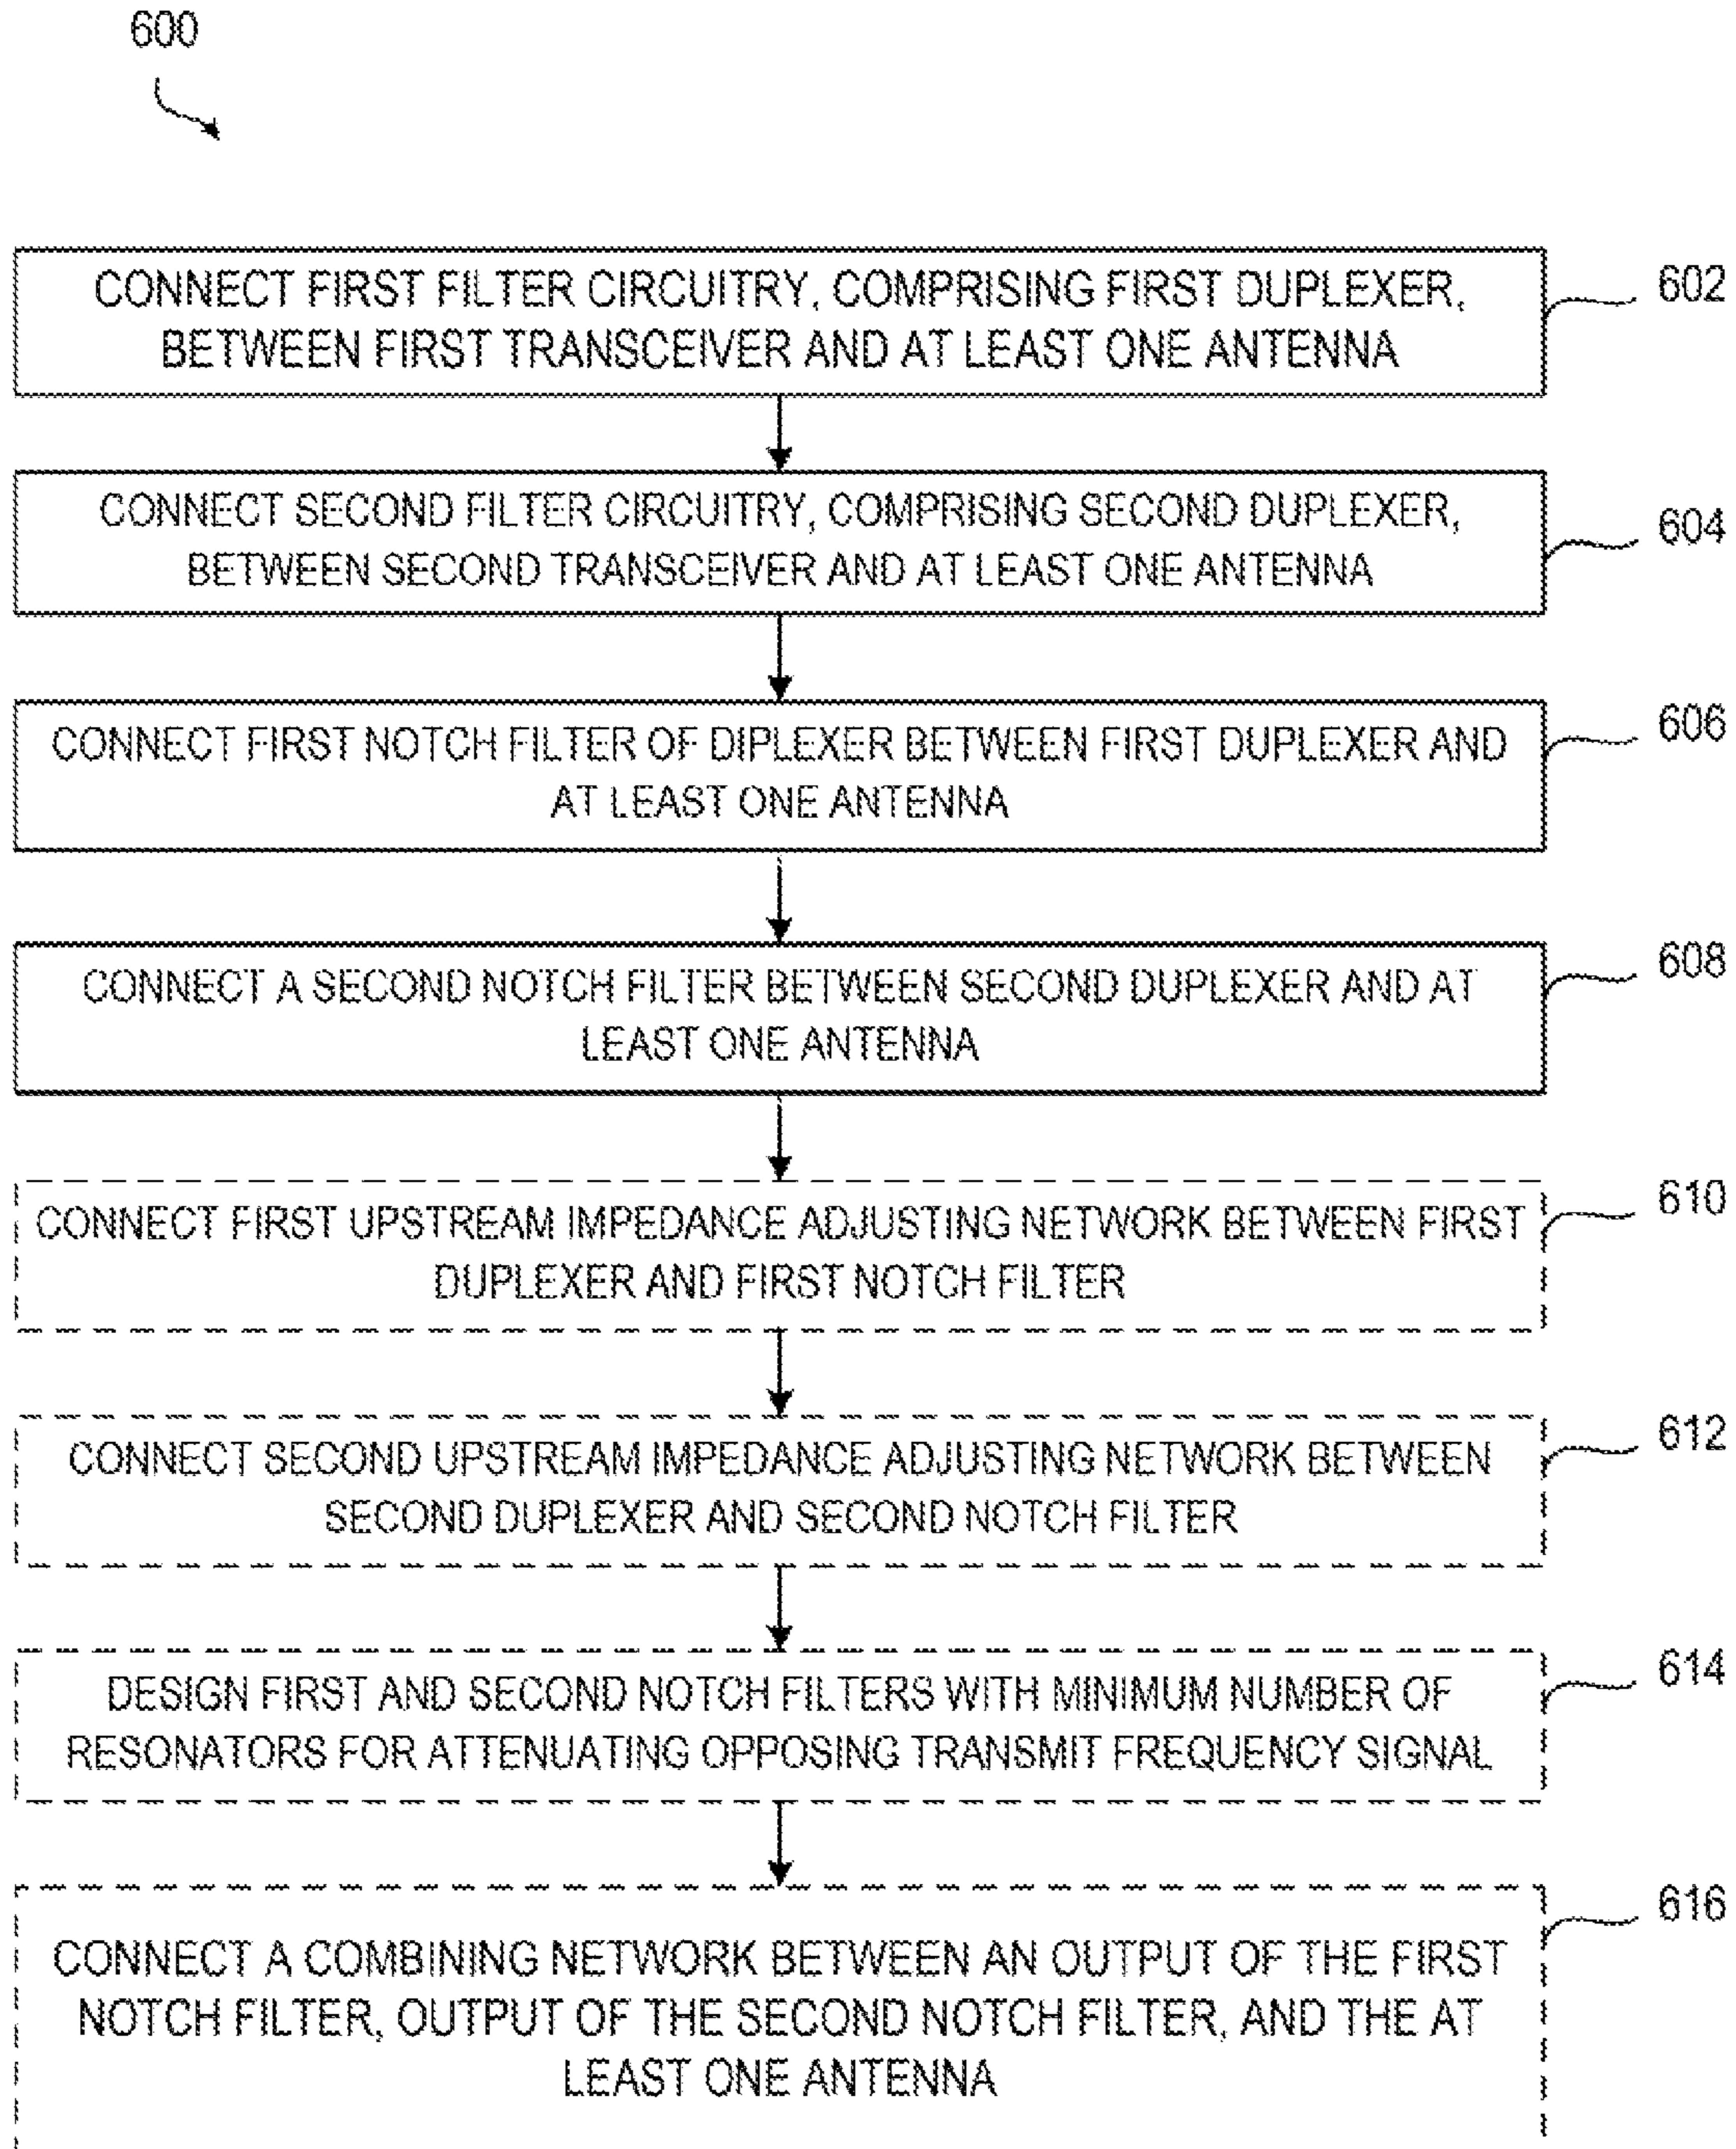 600
CONNECT FIRST FILTER CIRCUITRY, COMPRISING FIRST DUPLEXER,
BETWEEN FIRST TRANSCEIVER AND AT LEAST ONE ANTENNA
602
CONNECT SECOND FILTER CIRCUITRY, COMPRISING SECOND DUPLEXER,
BETWEEN SECOND TRANSCEIVER AND AT LEAST ONE ANTENNA
604
CONNECT FIRST NOTCH FILTER OF DIPLEXER BETWEEN FIRST DUPLEXER AND
AT LEAST ONE ANTENNA
606
CONNECT A SECOND NOTCH FILTER BETWEEN SECOND DUPLEXER AND AT
LEAST ONE ANTENNA
608
CONNECT FIRST UPSTREAM IMPEDANCE ADJUSTING NETWORK BETWEEN FIRST
DUPLEXER AND FIRST NOTCH FILTER
610
CONNECT SECOND UPSTREAM IMPEDANCE ADJUSTING NETWORK BETWEEN
SECOND DUPLEXER AND SECOND NOTCH FILTER
612
DESIGN FIRST AND SECOND NOTCH FILTERS WITH MINIMUM NUMBER OF
RESONATORS FOR ATTENUATING OPPOSING TRANSMIT FREQUENCY SIGNAL
614
CONNECT A COMBINING NETWORK BETWEEN AN OUTPUT OF THE FIRST
NOTCH FILTER, OUTPUT OF THE SECOND NOTCH FILTER, AND THE AT
LEAST ONE ANTENNA
616